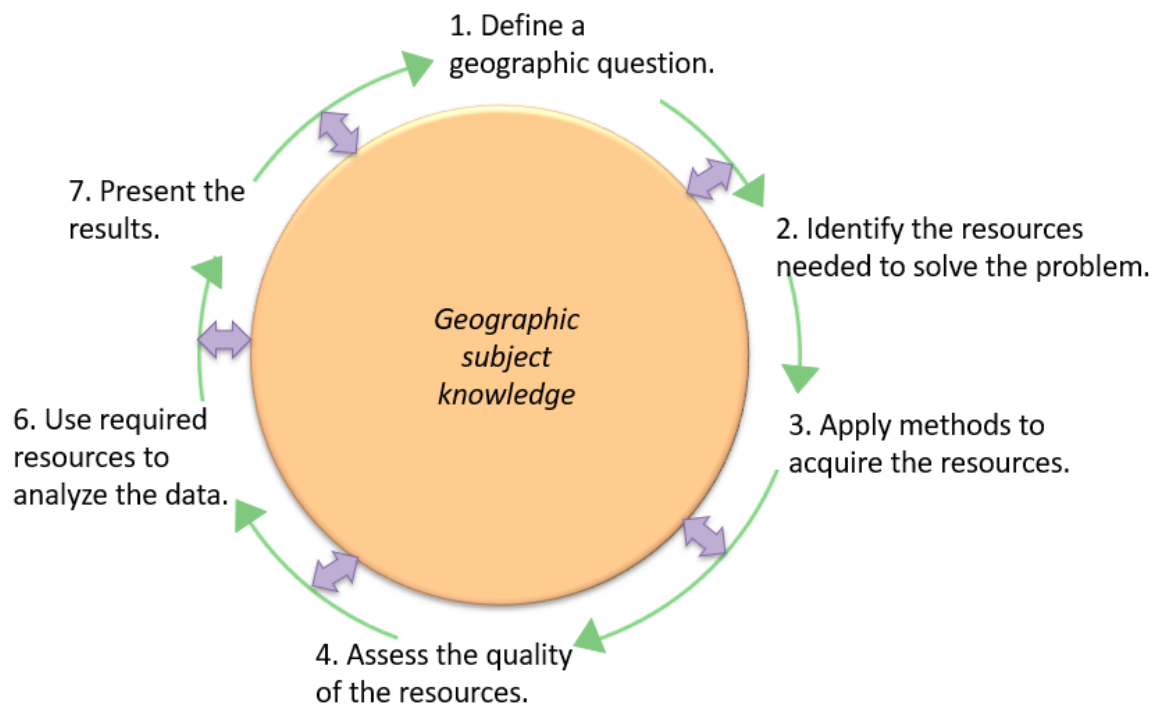 1. Define a
geographic question.
2. Identify the resources
needed to solve the problem.
3. Apply methods to
acquire the resources.
4. Assess the quality
of the resources.
6. Use required
resources to
analyze the data.
7. Present the
results.
Geographic
subject
knowledge